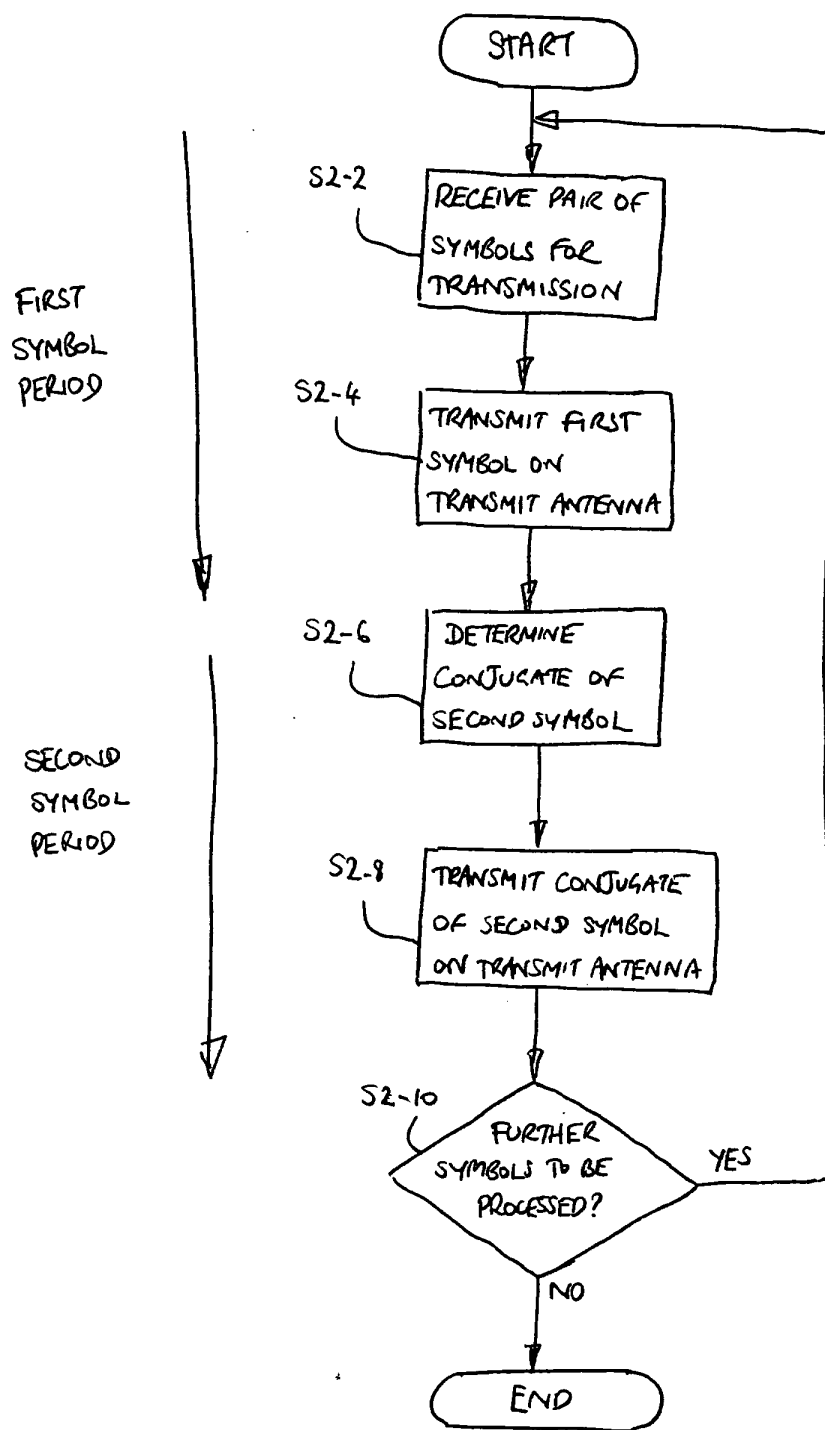 START
S2-2
RECEIVE PAIR OF
SYMBOLS FOR
TRANSMISSION
FIRST
SYMBOL
PERIOD
S2-4
TRANSMIT FIRST
SYMBOL ON
TRANSMIT ANTENNA
S2-6
DETERMINE
CONJUGATE OF
SECOND SYMBOL
SECOND
SYMBOL
PERIOD
S2-8
TRANSMIT CONJUGATE
OF SECOND SYMBOL
ON TRANSMIT ANTENNA
S2-10
FURTHER
SYMBOLS TO BE
PROCESSED?
YES
NO
END